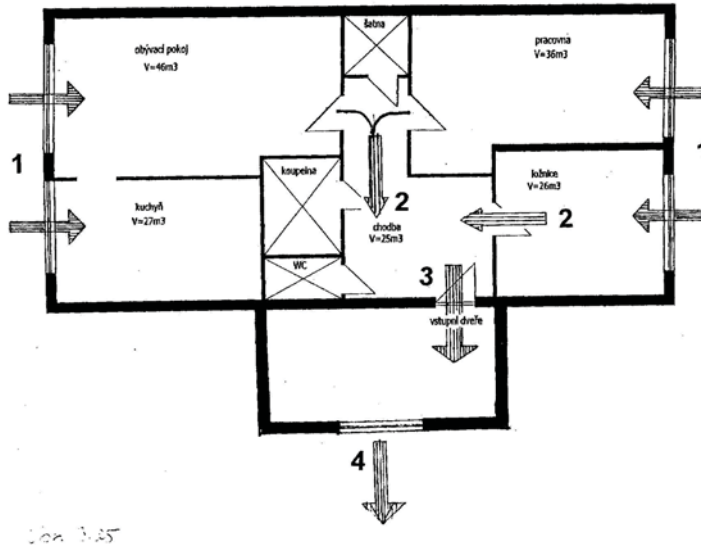 šatna
obývací pokoj
V=46m3
pracovna
V=36m3
1
koupelna
ložnice
V=26m3
kuchyň
V=27m3
2
chodba
V=25m3
2
WC
3
vstupní dveře
4